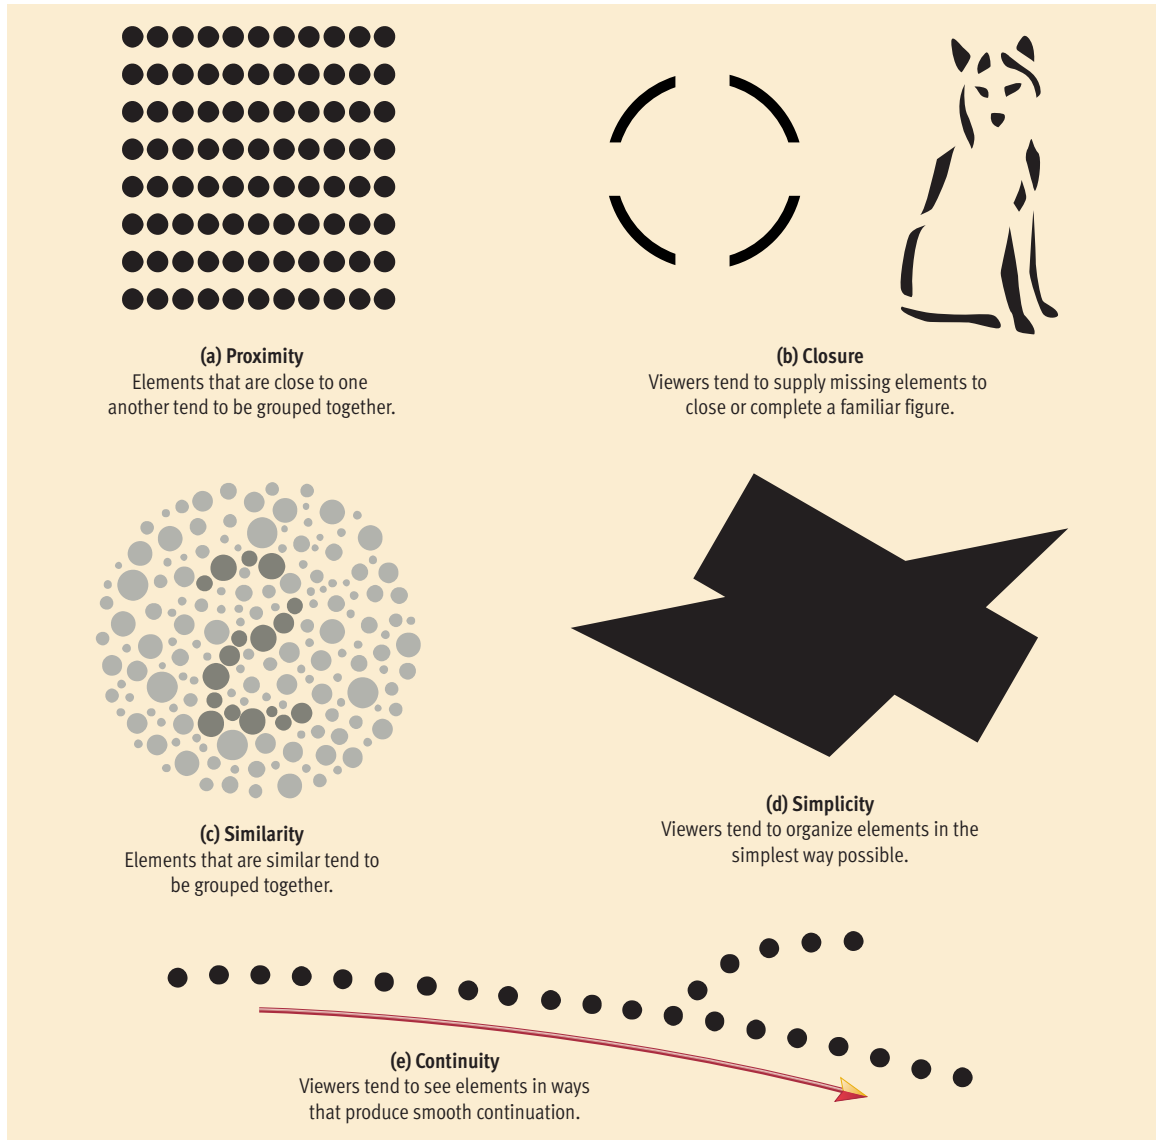 (a) Proximity
Elements that are close to one
another tend to be grouped together.
(b) Closure
Viewers tend to supply missing elements to
close or complete a familiar figure.
(c) Similarity
Elements that are similar tend to
be grouped together.
(d) Simplicity
Viewers tend to organize elements in the
simplest way possible.
(e) Continuity
Viewers tend to see elements in ways
that produce smooth continuation.